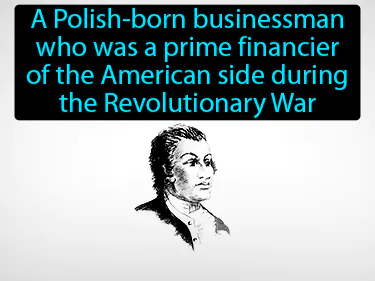 A Polish-born businessman
who was a prime financier
of the American side during
the Revolutionary War